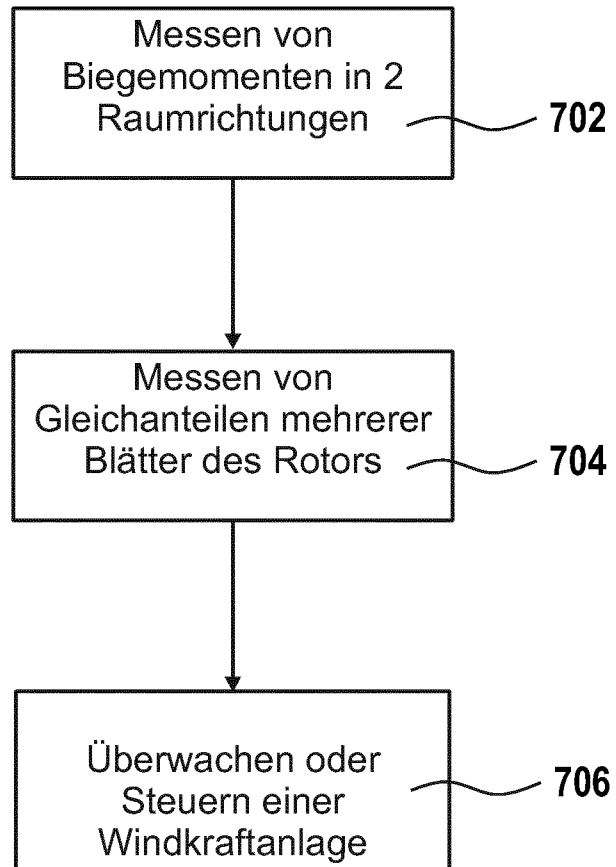 Messen von
Biegemomenten in 2
Raumrichtungen
702
Messen von
Gleichanteilen mehrerer
Blätter des Rotors
704
Überwachen oder
Steuern einer
Windkraftanlage
706